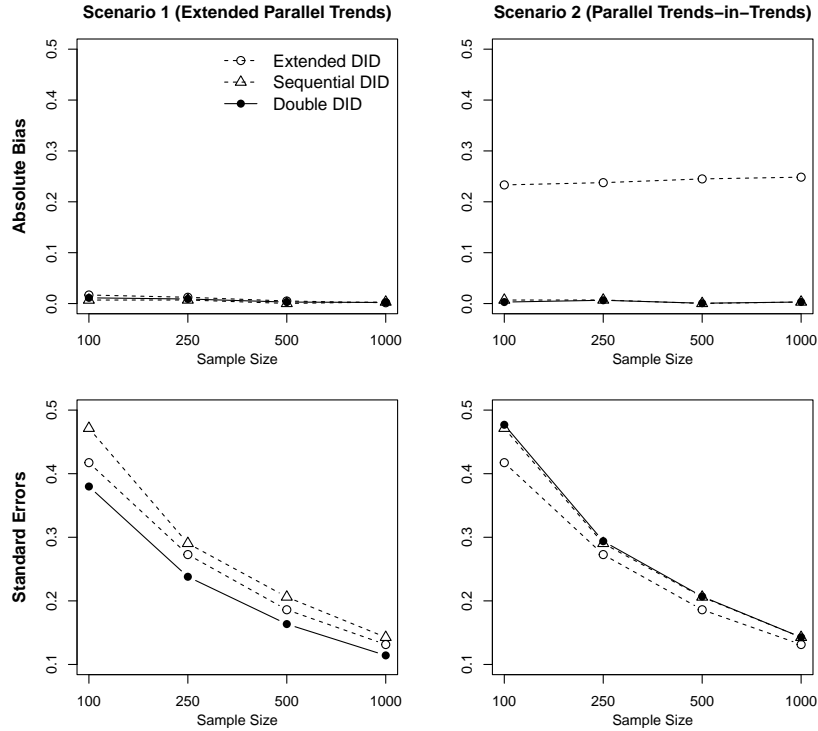 Scenario 1 (Extended Parallel Trends)
Scenario 2 (Parallel Trends−in−Trends)
Absolute Bias
0.5
0.4
0.3
0.2
0.1
0.0
Extended DID
Sequential DID
Double DID
100 250 500 1000
Sample Size
0.5
0.4
0.3
0.2
0.1
0.0
100 250 500 1000
Sample Size
Standard Errors
0.5
0.4
0.3
0.2
0.1
100 250 500 1000
Sample Size
0.5
0.4
0.3
0.2
0.1
100 250 500 1000
Sample Size